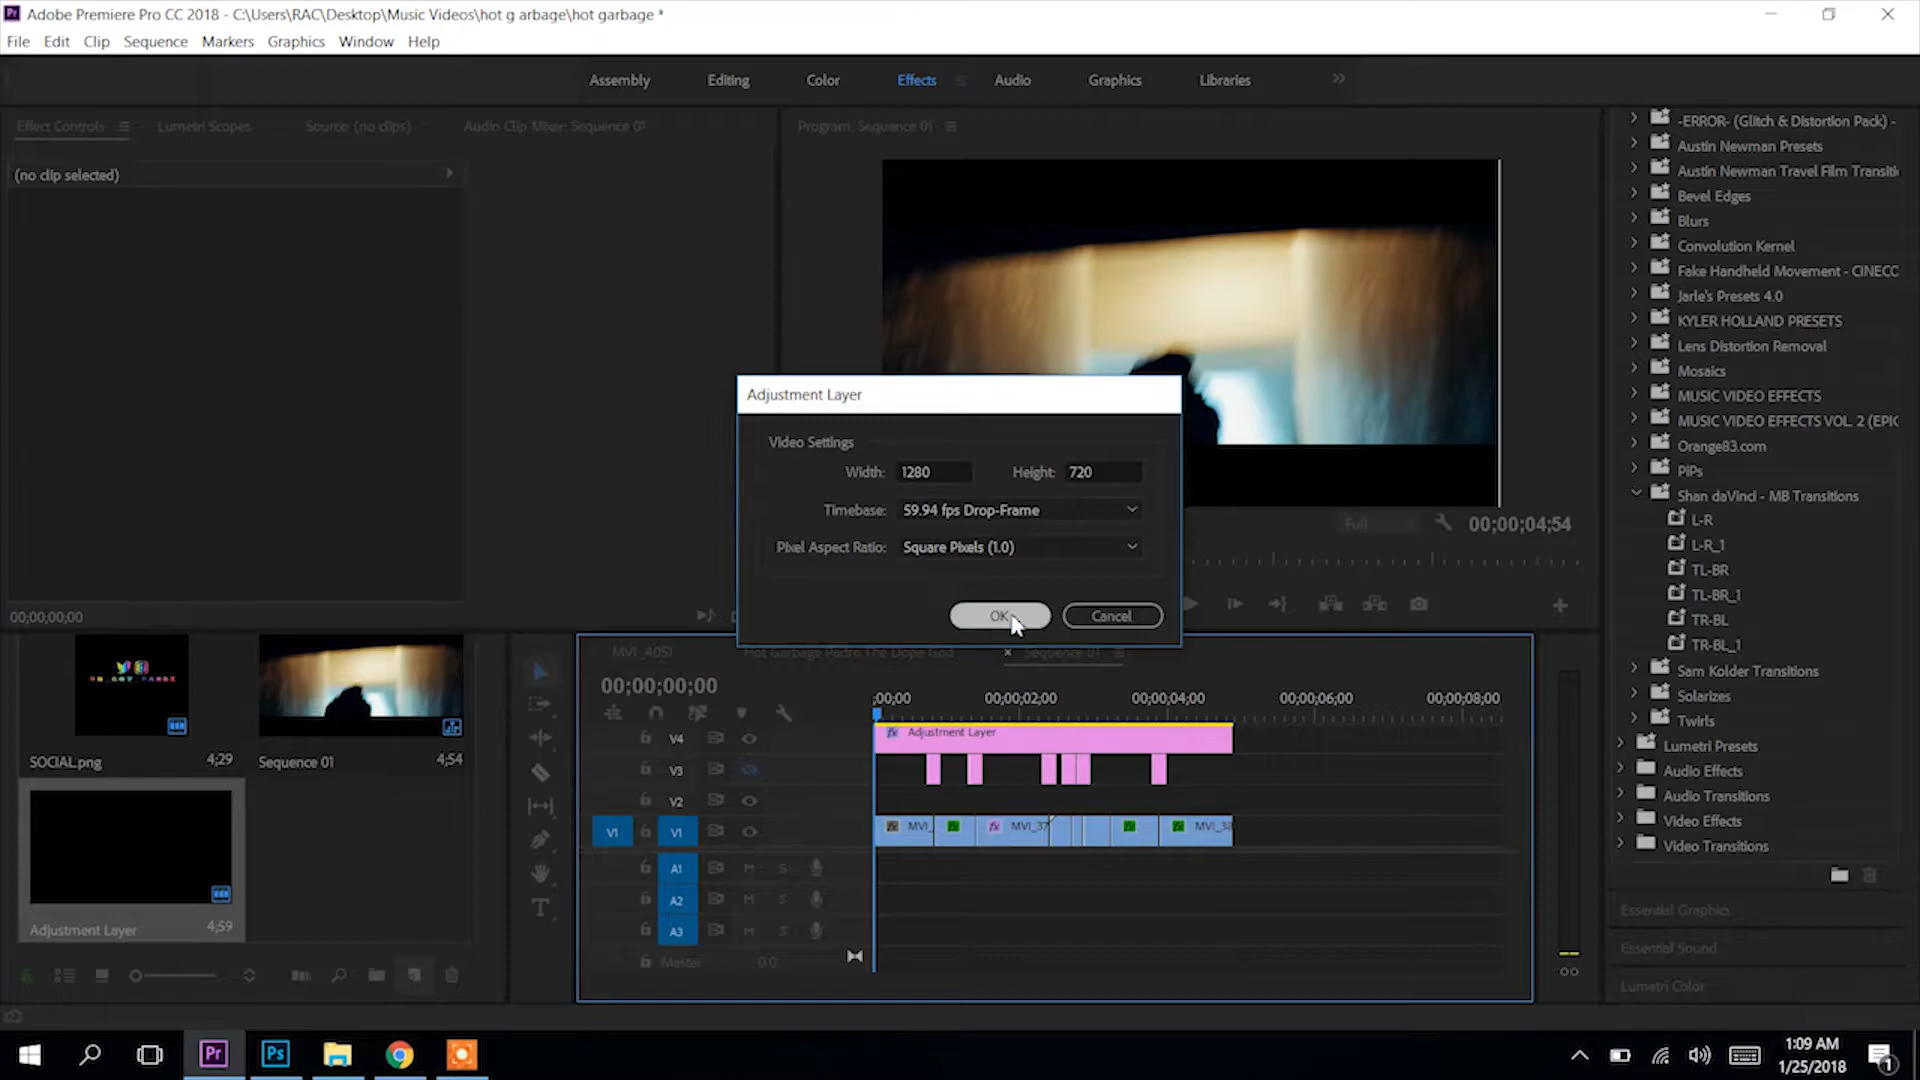 Adobe Premiere Pro CC 2018 - C:\Users\RAC\Desktop\Music Videos\hot g arbage\hot garbage *
File Edit Clip Sequence Markers Graphics Window Help
Assembly Editing Color Effects Audio Graphics Libraries
Effect Controls Lumetri Scopes Source: (no clips) Audio Clip Mixer: Sequence 01
Program: Sequence 01
(no clip selected)
-ERROR- (Glitch & Distortion Pack) -
Austin Newman Presets
Austin Newman Travel Film Transiti
Bevel Edges
Blurs
Convolution Kernel
Fake Handheld Movement - CINECO
Jarle's Presets 4.0
KYLER HOLLAND PRESETS
Lens Distortion Removal
Mosaics
MUSIC VIDEO EFFECTS
MUSIC VIDEO EFFECTS VOL. 2 (EPIC
Orange83.com
PiPs
Shan daVinci - MB Transitions
L-R
L-R_1
TL-BR
TL-BR_1
TR-BL
TR-BL_1
Sam Kolder Transitions
Solarizes
Twirls
Lumetri Presets
Audio Effects
Audio Transitions
Video Effects
Video Transitions
Essential Graphics
Essential Sound
Lumetri Color
Adjustment Layer
Video Settings
Width: 1280 Height: 720
Timebase: 59.94 fps Drop-Frame
Pixel Aspect Ratio: Square Pixels (1.0)
OK Cancel
Full 00;00;04;54
00;00;00;00
SOCIAL.png 4;29
Sequence 01 4;54
Adjustment Layer 4;59
MVI_4051 Hot Garbage Pedro The Dope God Sequence 01
00;00;00;00
;00;00 00;00;02;00 00;00;04;00 00;00;06;00 00;00;08;00
V4 Adjustment Layer
V3
V2
V1 V1 MVI_ MVI_37 MVI_38
A1 M S
A2 M S
A3 M S
Master 0.0
fx
Pr Ps
1:09 AM
1/25/2018
1